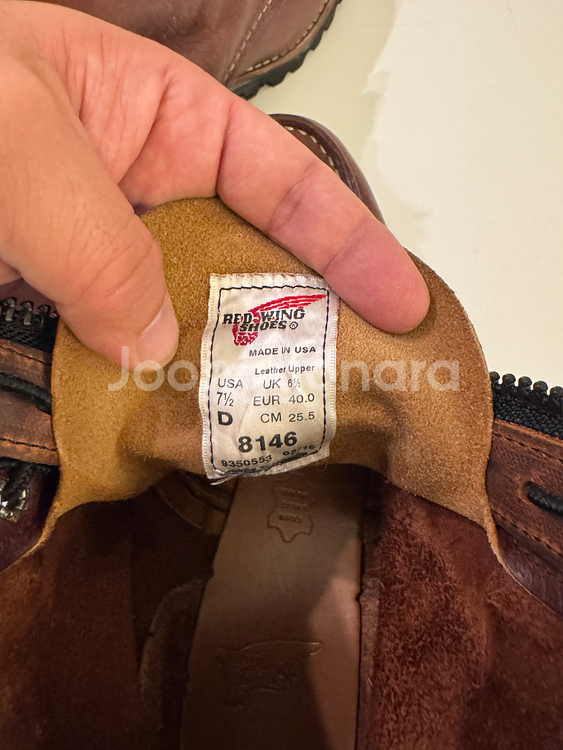 RED WING
SHOES ®
MADE IN USA
Leather Upper
USA UK 6½
7½ EUR 40.0
D CM 25.5
8146
9350553